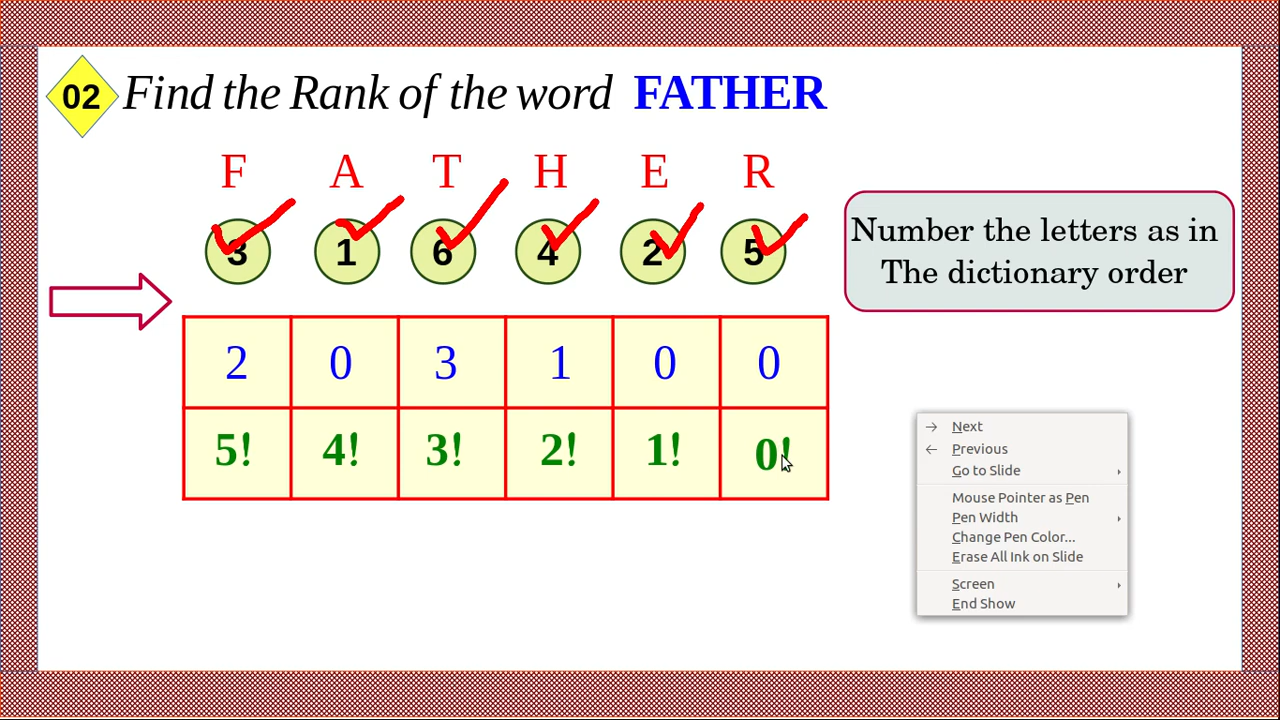 02 Find the Rank of the word FATHER
F A T H E R
3 1 6 4 2 5
Number the letters as in
The dictionary order
2 0 3 1 0 0
5! 4! 3! 2! 1! 0!
Next
Previous
Go to Slide
Mouse Pointer as Pen
Pen Width
Change Pen Color...
Erase All Ink on Slide
Screen
End Show